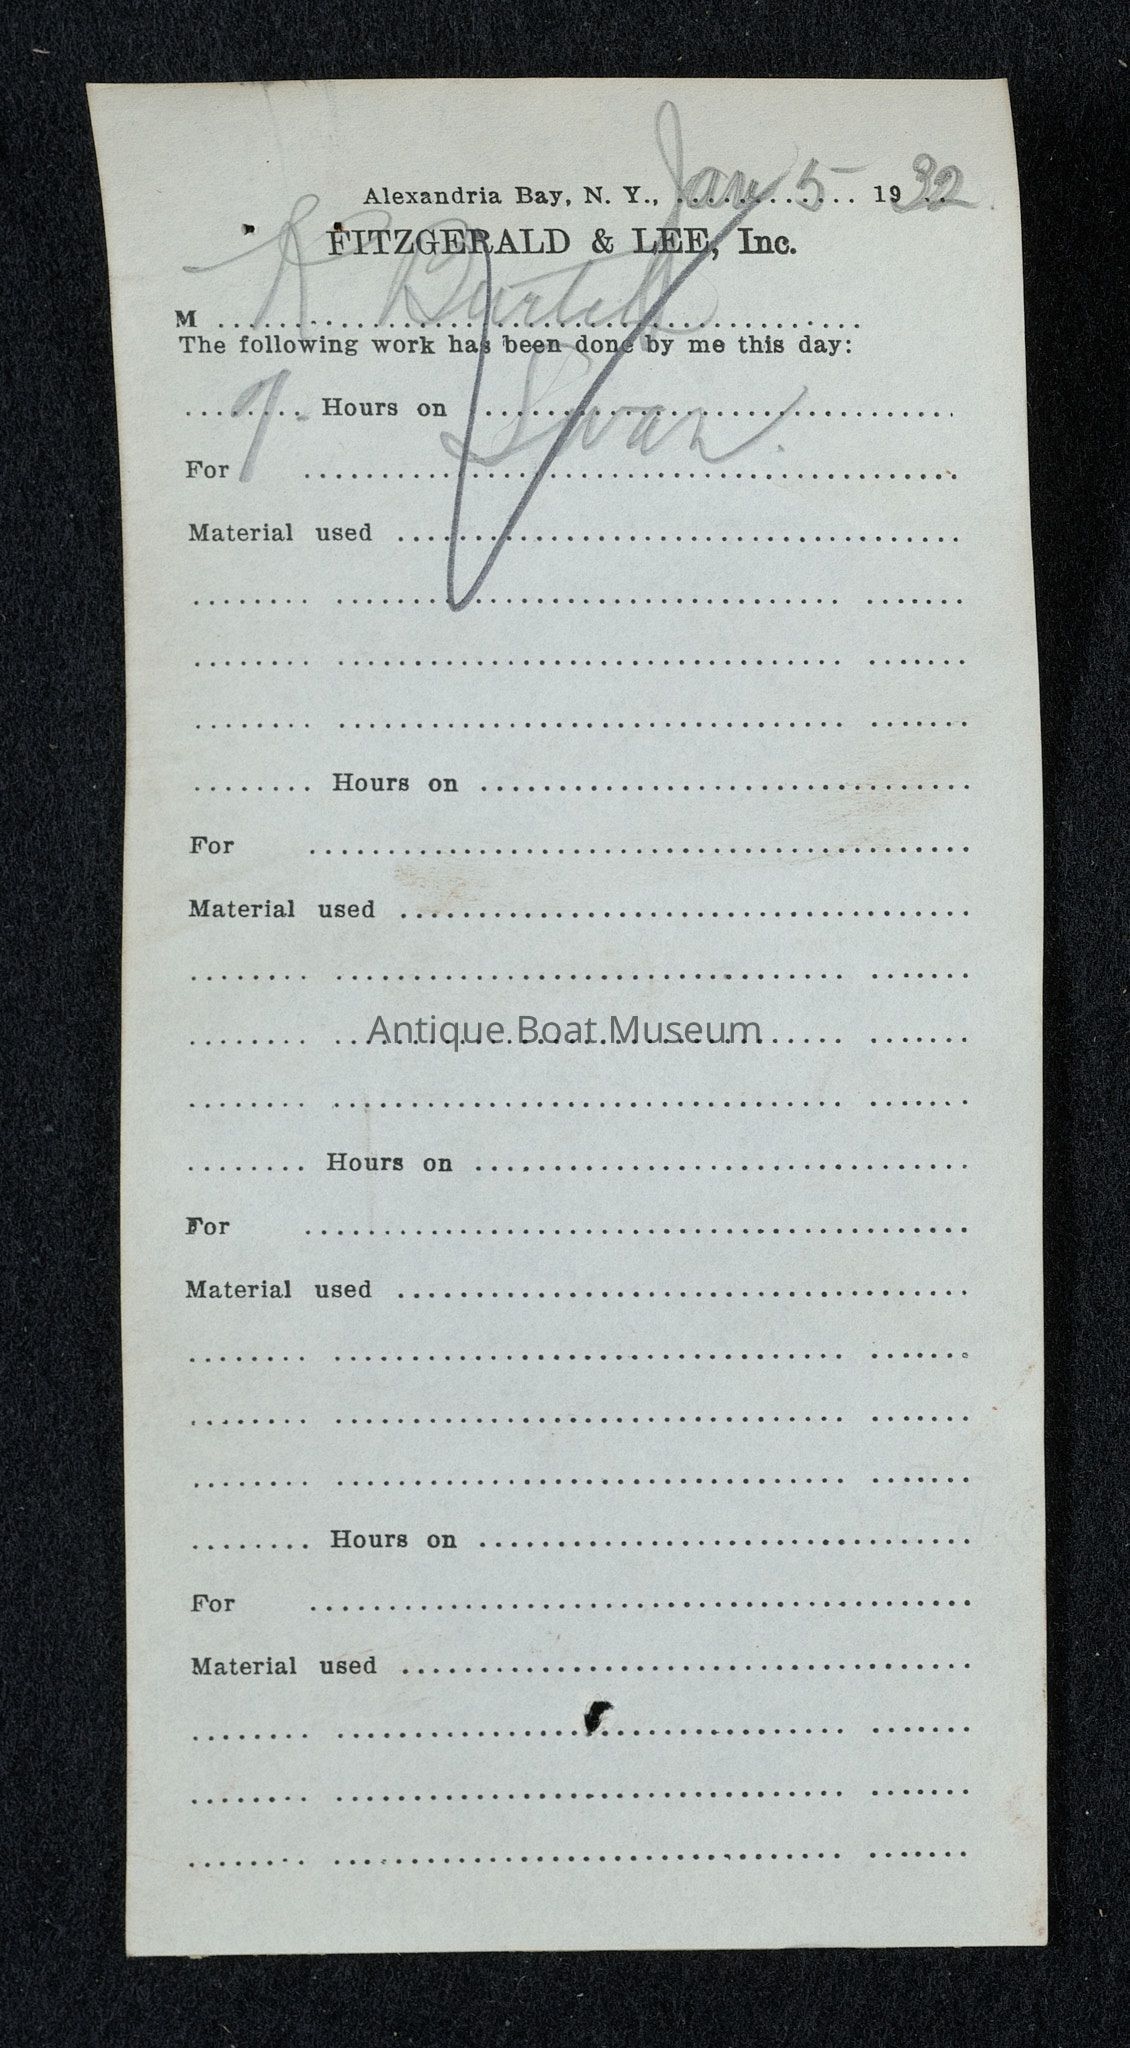 Alexandria Bay, N. Y., Jan 5 1932
FITZGERALD & LEE, Inc.
M K Burtell
The following work has been done by me this day:
9 Hours on Swan.
For
Material used
Hours on
For
Material used
Antique Boat Museum
Hours on
For
Material used
Hours on
For
Material used